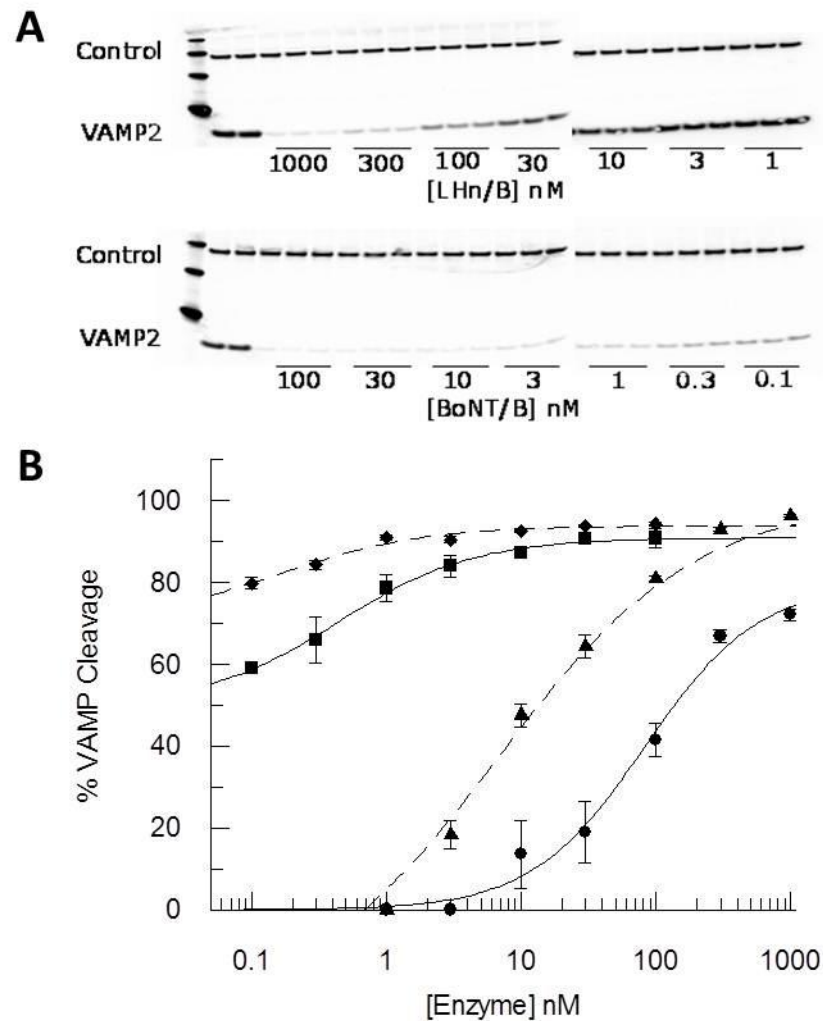 A
Control
VAMP2
1000 300 100 30 10 3 1
[LHn/B] nM
Control
VAMP2
100 30 10 3 1 0.3 0.1
[BoNT/B] nM
B
100
80
60
40
20
0
% VAMP Cleavage
0.1 1 10 100 1000
[Enzyme] nM